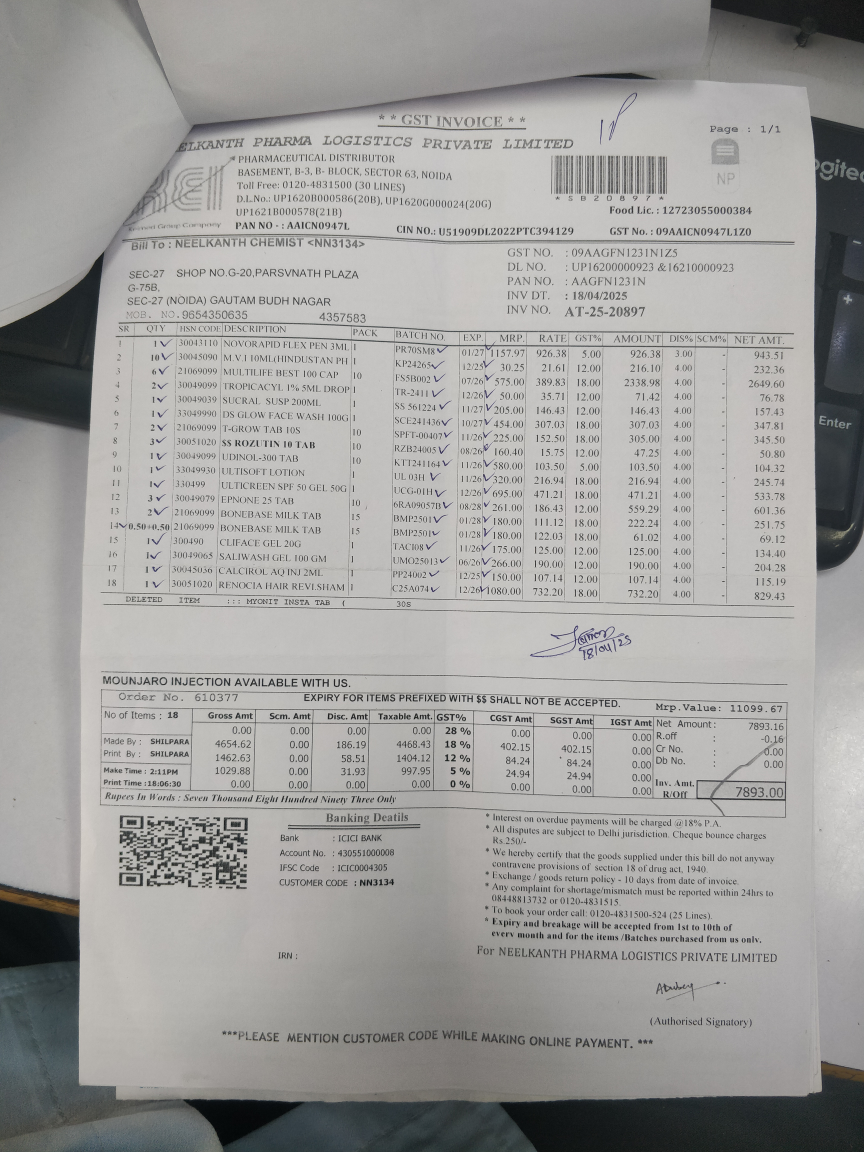 * * GST INVOICE * *
Page : 1/1
EELKANTH PHARMA LOGISTICS PRIVATE LIMITED
PHARMACEUTICAL DISTRIBUTOR
BASEMENT, B-3, B- BLOCK, SECTOR 63, NOIDA
Toll Free: 0120-4831500 (30 LINES)
D.L.No.: UP1620B000586(20B), UP1620G000024(20G)
UP1621B000578(21B)
PAN NO - : AAICN0947L
CIN NO.: U51909DL2022PTC394129
* S B 2 0 8 9 7 *
NP
Food Lic. : 12723055000384
GST No. : 09AAICN0947L1Z0
Group Company
Bill To : NEELKANTH CHEMIST <NN3134>
SEC-27 SHOP NO.G-20,PARSVNATH PLAZA
G-75B,
SEC-27 (NOIDA) GAUTAM BUDH NAGAR
MOB. NO.9654350635 4357583
GST NO. : 09AAGFN1231N1Z5
DL NO. : UP16200000923 &16210000923
PAN NO. : AAGFN1231N
INV DT. : 18/04/2025
INV NO. AT-25-20897
SR QTY HSN CODE DESCRIPTION PACK BATCH NO. EXP. MRP. RATE GST% AMOUNT DIS% SCM% NET AMT.
1 1 30043110 NOVORAPID FLEX PEN 3ML 1 PR70SM8 01/27 1157.97 926.38 5.00 926.38 3.00 - 943.51
2 10 30045090 M.V.I 10ML(HINDUSTAN PH 1 KP24265 12/25 30.25 21.61 12.00 216.10 4.00 - 232.36
3 6 21069099 MULTILIFE BEST 100 CAP 10 FS5B002 07/26 575.00 389.83 18.00 2338.98 4.00 - 2649.60
4 2 30049099 TROPICACYL 1% 5ML DROP 1 TR-2411 12/26 50.00 35.71 12.00 71.42 4.00 - 76.78
5 1 30049039 SUCRAL SUSP 200ML 1 SS 561224 11/27 205.00 146.43 12.00 146.43 4.00 - 157.43
6 1 33049990 DS GLOW FACE WASH 100G 1 SCE241436 10/27 454.00 307.03 18.00 307.03 4.00 - 347.81
7 2 21069099 T-GROW TAB 10S 10 SPFT-00407 11/26 225.00 152.50 18.00 305.00 4.00 - 345.50
8 3 30051020 $$ ROZUTIN 10 TAB 10 RZB24005 08/26 160.40 15.75 12.00 47.25 4.00 - 50.80
9 1 30049099 UDINOL-300 TAB 10 KTT241164 11/26 580.00 103.50 5.00 103.50 4.00 - 104.32
10 1 33049930 ULTISOFT LOTION 1 UL 03H 11/26 320.00 216.94 18.00 216.94 4.00 - 245.74
11 1 330499 ULTICREEN SPF 50 GEL 50G 1 UCG-01H 12/26 695.00 471.21 18.00 471.21 4.00 - 533.78
12 3 30049079 EPNONE 25 TAB 10 6RA09057B 08/28 261.00 186.43 12.00 559.29 4.00 - 601.36
13 2 21069099 BONEBASE MILK TAB 15 BMP2501 01/28 180.00 111.12 18.00 222.24 4.00 - 251.75
14 0.50+0.50 21069099 BONEBASE MILK TAB 15 BMP2501 01/28 180.00 122.03 18.00 61.02 4.00 - 69.12
15 1 300490 CLIFACE GEL 20G 1 TACI08 11/26 175.00 125.00 12.00 125.00 4.00 - 134.40
16 1 30049065 SALIWASH GEL 100 GM 1 UMO25013 06/26 266.00 190.00 12.00 190.00 4.00 - 204.28
17 1 30045036 CALCIROL AQ INJ 2ML 1 PP24002 12/25 150.00 107.14 12.00 107.14 4.00 - 115.19
18 1 30051020 RENOCIA HAIR REVI.SHAM 1 C25A074 12/26 1080.00 732.20 18.00 732.20 4.00 - 829.43
DELETED ITEM ::: MYONIT INSTA TAB ( 30S
18/04/25
MOUNJARO INJECTION AVAILABLE WITH US.
Order No. 610377 EXPIRY FOR ITEMS PREFIXED WITH $$ SHALL NOT BE ACCEPTED. Mrp.Value: 11099.67
No of Items : 18
Made By : SHILPARA
Print By : SHILPARA
Make Time : 2:11PM
Print Time :18:06:30
Gross Amt Scm. Amt Disc. Amt Taxable Amt. GST% CGST Amt SGST Amt IGST Amt
0.00 0.00 0.00 0.00 28 % 0.00 0.00 0.00
4654.62 0.00 186.19 4468.43 18 % 402.15 402.15 0.00
1462.63 0.00 58.51 1404.12 12 % 84.24 84.24 0.00
1029.88 0.00 31.93 997.95 5 % 24.94 24.94 0.00
0.00 0.00 0.00 0.00 0 % 0.00 0.00 0.00
Net Amount : 7893.16
R.off -0.16
Cr No. : 0.00
Db No. : 0.00
Inv. Amt.
R/Off 7893.00
Rupees In Words : Seven Thousand Eight Hundred Ninety Three Only
Banking Deatils
Bank : ICICI BANK
Account No. : 430551000008
IFSC Code : ICIC0004305
CUSTOMER CODE : NN3134
* Interest on overdue payments will be charged @18% P.A.
* All disputes are subject to Delhi jurisdiction. Cheque bounce charges
Rs.250/-
* We hereby certify that the goods supplied under this bill do not anyway
contravene provisions of section 18 of drug act, 1940.
* Exchange / goods return policy - 10 days from date of invoice.
* Any complaint for shortage/mismatch must be reported within 24hrs to
08448813732 or 0120-4831515.
* To book your order call: 0120-4831500-524 (25 Lines).
* Expiry and breakage will be accepted from 1st to 10th of
every month and for the items /Batches purchased from us only.
IRN :
For NEELKANTH PHARMA LOGISTICS PRIVATE LIMITED
(Authorised Signatory)
***PLEASE MENTION CUSTOMER CODE WHILE MAKING ONLINE PAYMENT. ***
ogite
Enter